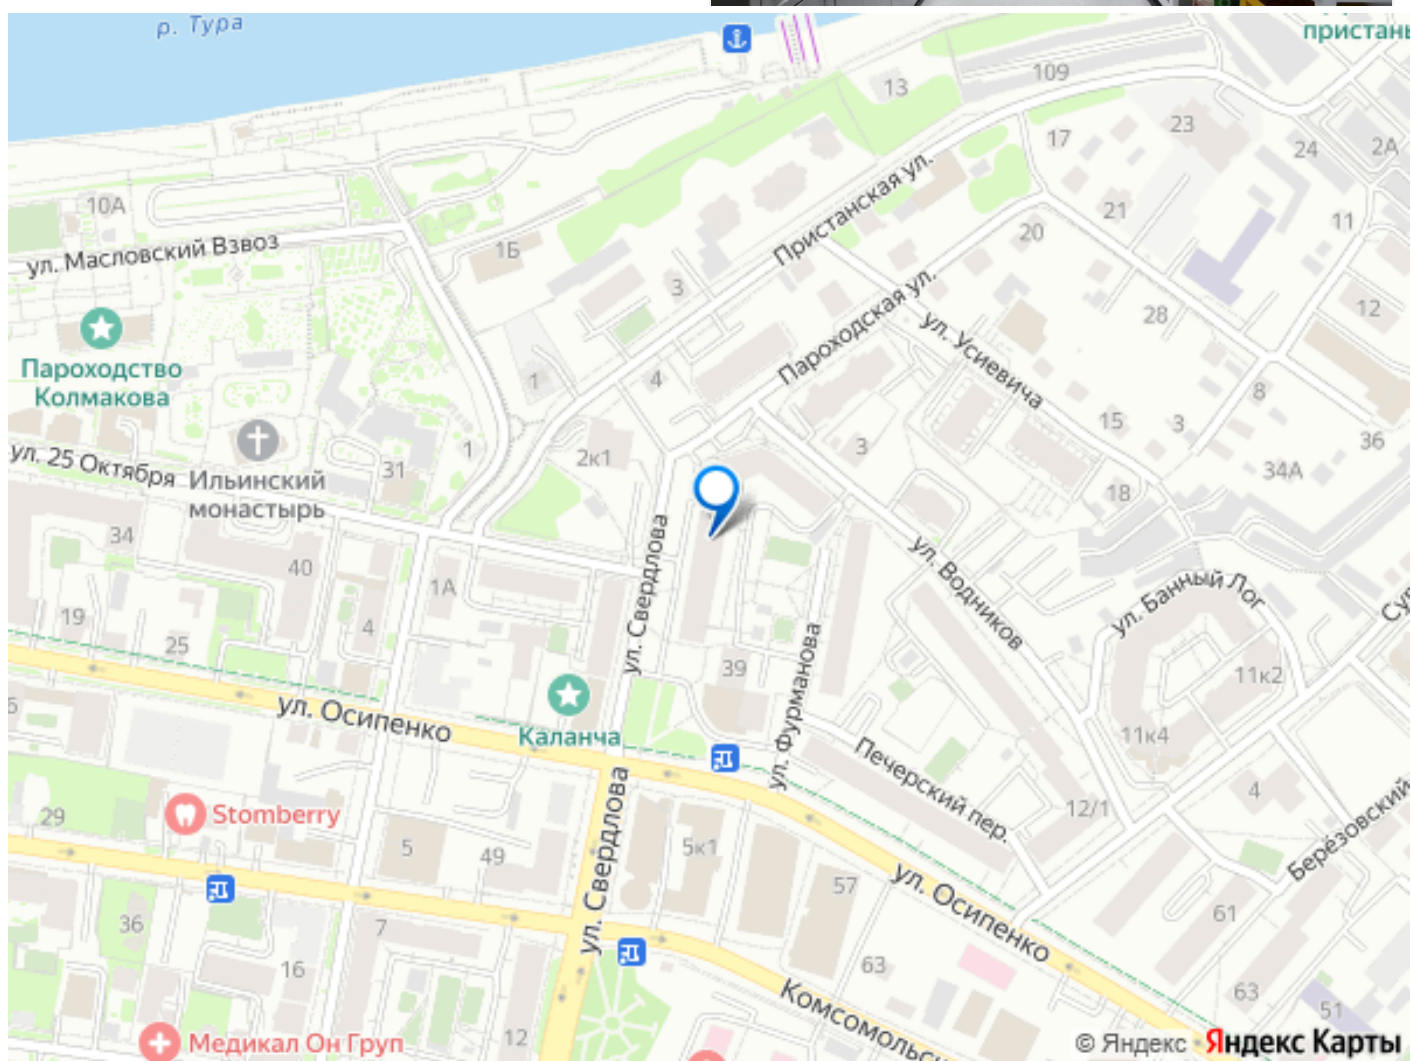 р. Тура
пристань
109
13
17
23
24
2А
10А
ул. Масловский Взвоз
1Б
Пристанская ул.
21
20
11
3
Пароходство
Колмакова
Пароходская ул.
ул. Усиевича
28
12
1
4
8
15
3
36
ул. 25 Октября
Ильинский
монастырь
31
1
2к1
3
34А
18
34
40
1А
ул. Свердлова
ул. Водников
ул. Банный Лог
19
25
4
39
ул. Фурманова
11к2
ул. Осипенко
Каланча
11к4
Печерский пер.
29
Stomberry
5
49
ул. Свердлова
5к1
12/1
4
Берёзовский
57
ул. Осипенко
61
36
7
16
63
63
51
12
Комсомольск
Медикал Он Груп
© Яндекс Яндекс Карты